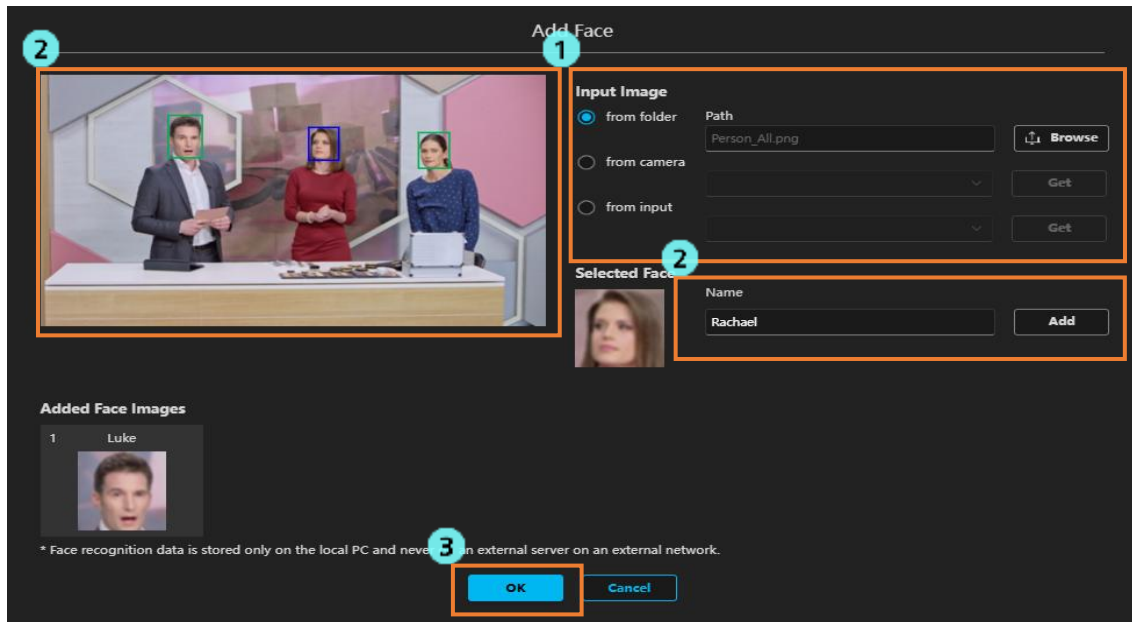 Add Face
2
1
Input Image
from folder
Path
Person_All.png
Browse
from camera
Get
from input
Get
2
Selected Face
Name
Rachael
Add
Added Face Images
1 Luke
* Face recognition data is stored only on the local PC and neve
n external server on an external network.
3
OK
Cancel